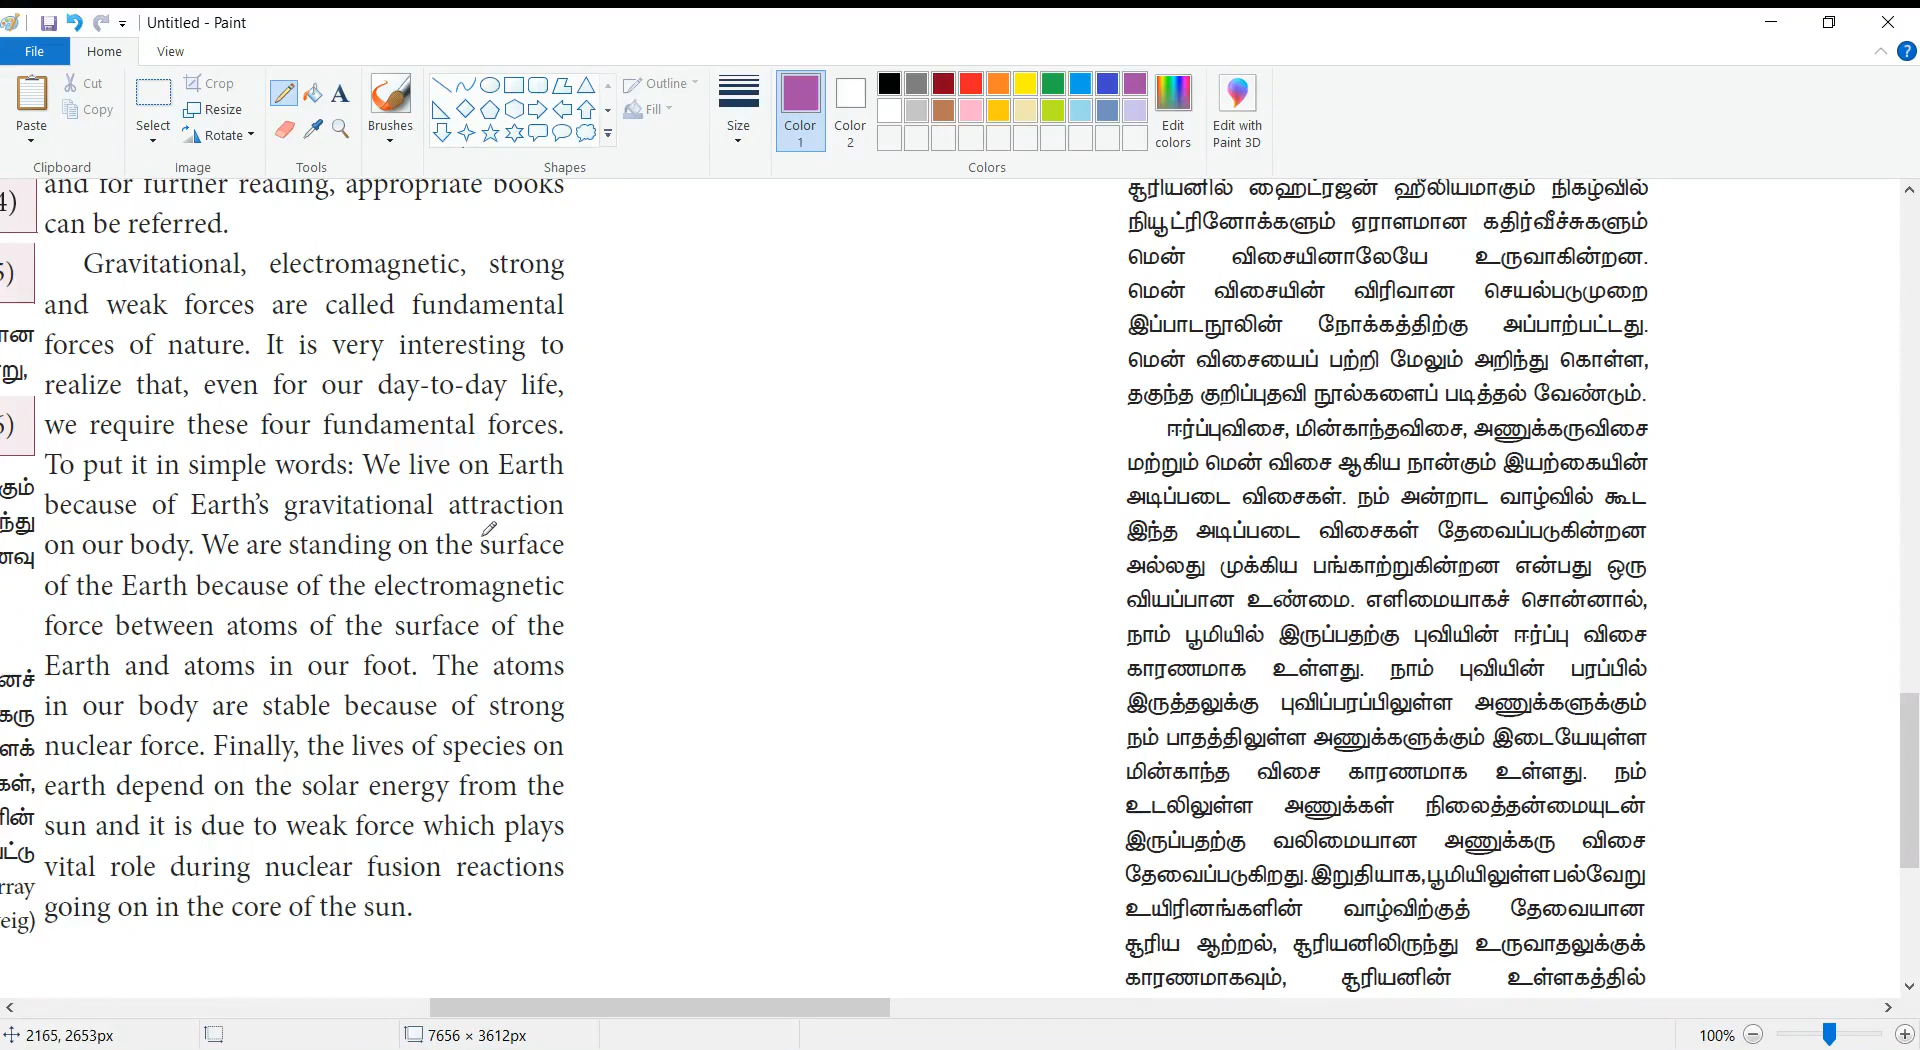 Untitled - Paint
File
Home
View
Paste
Cut
Copy
Clipboard
Select
Crop
Resize
Rotate
Image
Tools
Brushes
Shapes
Outline
Fill
Size
Color
1
Color
2
Edit
colors
Colors
Edit with
Paint 3D
4)
5)
ான
று,
6)
கும்
ந்து
னவு
னச்
கரு
ளக்
கள்,
ரின்
பட்டு
rray
eig)
and for further reading, appropriate books
can be referred.
Gravitational, electromagnetic, strong
and weak forces are called fundamental
forces of nature. It is very interesting to
realize that, even for our day-to-day life,
we require these four fundamental forces.
To put it in simple words: We live on Earth
because of Earth’s gravitational attraction
on our body. We are standing on the surface
of the Earth because of the electromagnetic
force between atoms of the surface of the
Earth and atoms in our foot. The atoms
in our body are stable because of strong
nuclear force. Finally, the lives of species on
earth depend on the solar energy from the
sun and it is due to weak force which plays
vital role during nuclear fusion reactions
going on in the core of the sun.
சூரியனில் ஹைட்ரஜன் ஹீலியமாகும் நிகழ்வில்
நியூட்ரினோக்களும் ஏராளமான கதிர்வீச்சுகளும்
மென் விசையினாலேயே உருவாகின்றன.
மென் விசையின் விரிவான செயல்படுமுறை
இப்பாடநூலின் நோக்கத்திற்கு அப்பாற்பட்டது.
மென் விசையைப் பற்றி மேலும் அறிந்து கொள்ள,
தகுந்த குறிப்புதவி நூல்களைப் படித்தல் வேண்டும்.
ஈர்ப்புவிசை, மின்காந்தவிசை, அணுக்கருவிசை
மற்றும் மென் விசை ஆகிய நான்கும் இயற்கையின்
அடிப்படை விசைகள். நம் அன்றாட வாழ்வில் கூட
இந்த அடிப்படை விசைகள் தேவைப்படுகின்றன
அல்லது முக்கிய பங்காற்றுகின்றன என்பது ஒரு
வியப்பான உண்மை. எளிமையாகச் சொன்னால்,
நாம் பூமியில் இருப்பதற்கு புவியின் ஈர்ப்பு விசை
காரணமாக உள்ளது. நாம் புவியின் பரப்பில்
இருத்தலுக்கு புவிப்பரப்பிலுள்ள அணுக்களுக்கும்
நம் பாதத்திலுள்ள அணுக்களுக்கும் இடையேயுள்ள
மின்காந்த விசை காரணமாக உள்ளது. நம்
உடலிலுள்ள அணுக்கள் நிலைத்தன்மையுடன்
இருப்பதற்கு வலிமையான அணுக்கரு விசை
தேவைப்படுகிறது. இறுதியாக, பூமியிலுள்ள பல்வேறு
உயிரினங்களின் வாழ்விற்குத் தேவையான
சூரிய ஆற்றல், சூரியனிலிருந்து உருவாதலுக்குக்
காரணமாகவும், சூரியனின் உள்ளகத்தில்
2165, 2653px
7656 × 3612px
100%